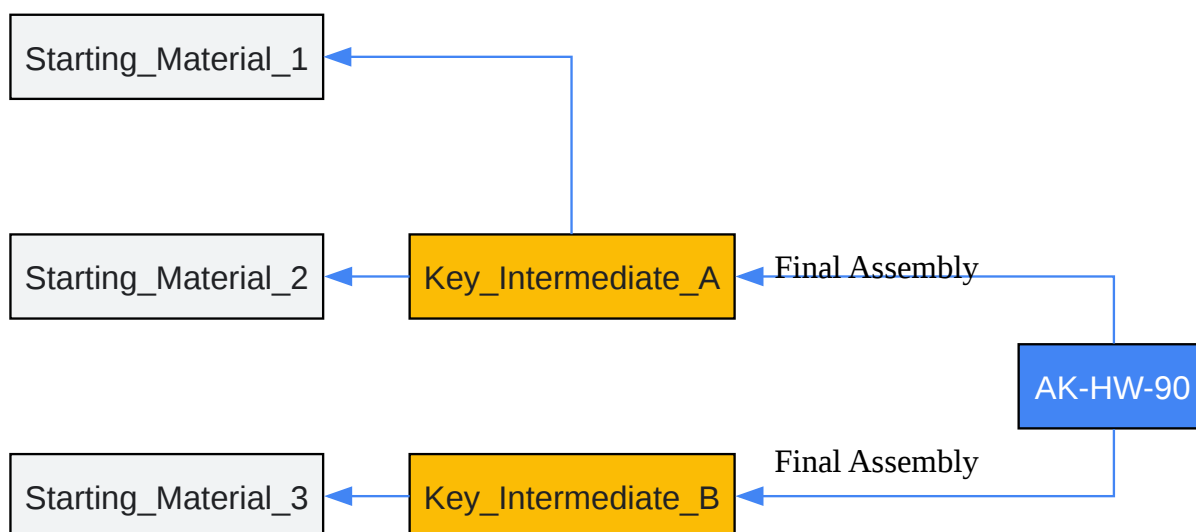 Starting_Material_1
Starting_Material_2
Key_Intermediate_A
Final Assembly
AK-HW-90
Final Assembly
Starting_Material_3
Key_Intermediate_B